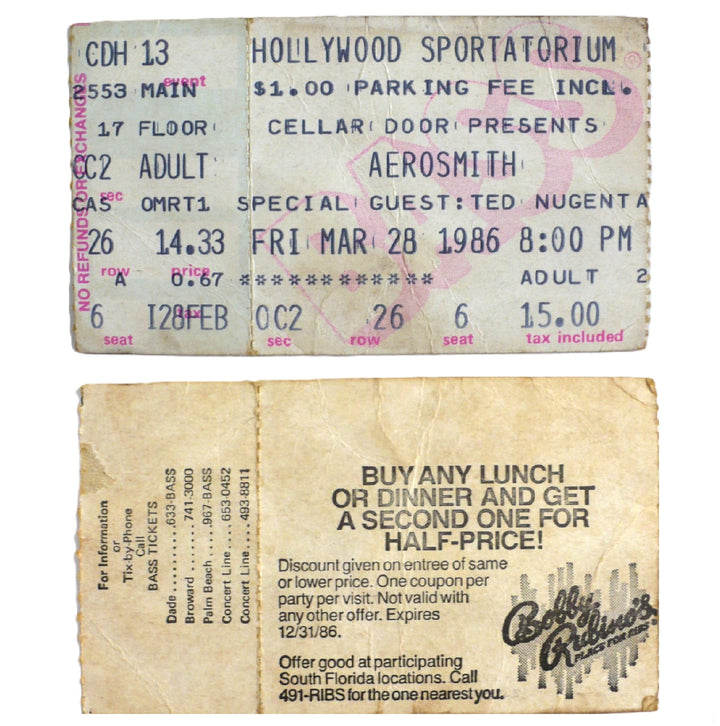 CDH 13 HOLLYWOOD SPORTATORIUM
event
2553 MAIN $1.00 PARKING FEE INCL.
17 FLOOR CELLAR DOOR PRESENTS
C2 ADULT AEROSMITH
sec
CAS OMRT1 SPECIAL GUEST:TED NUGENT A
26 14.33 FRI MAR 28 1986 8:00 PM
row price
A 0.67 ****************** ADULT 2
tax
6 I28FEB OC2 26 6 15.00
seat sec row seat tax included
NO REFUNDS OR EXCHANGES
BASS
For Information
or
Tix-by-Phone
Call
BASS TICKETS
Dade..........633-BASS
Broward........741-3000
Palm Beach.....967-BASS
Concert Line....653-0452
Concert Line....493-8811
BUY ANY LUNCH
OR DINNER AND GET
A SECOND ONE FOR
HALF-PRICE!
Discount given on entree of same
or lower price. One coupon per
party per visit. Not valid with
any other offer. Expires
12/31/86.
Offer good at participating
South Florida locations. Call
491-RIBS for the one nearest you.
Bobby
Rubino's
PLACE FOR RIBS